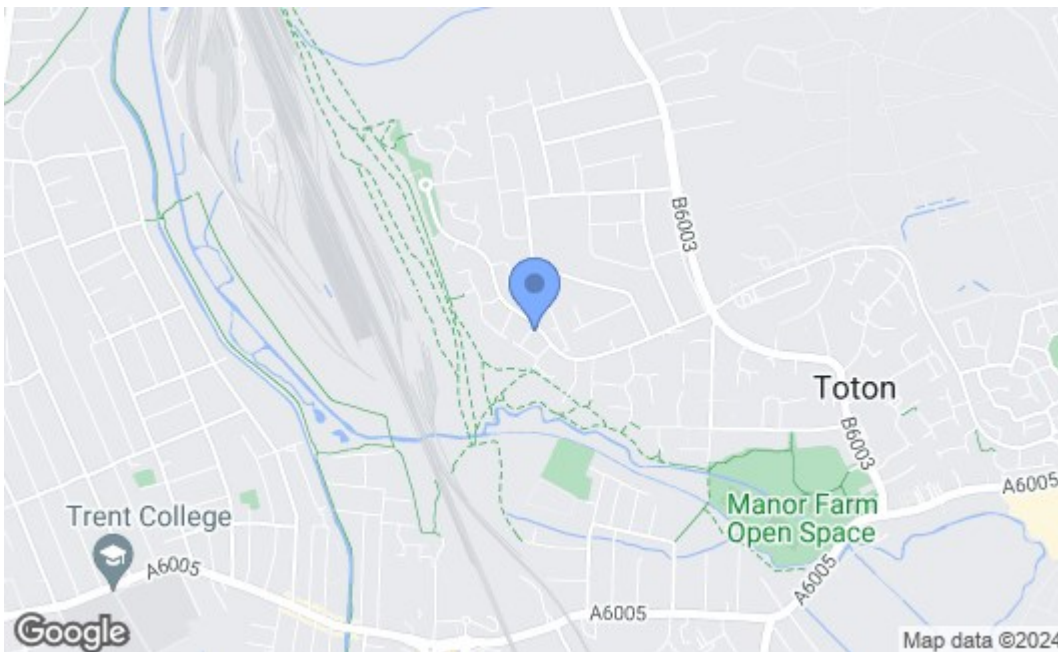 B6003
Toton
B6003
A6005
Manor Farm
Open Space
Trent College
A6005
A6005
A6005
Google
Map data ©2024